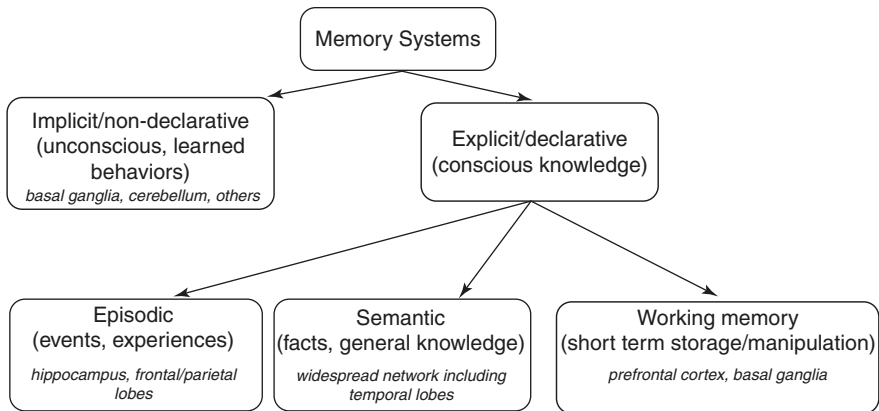 Memory Systems
Implicit/non-declarative
(unconscious, learned
behaviors)
basal ganglia, cerebellum, others
Explicit/declarative
(conscious knowledge)
Episodic
(events, experiences)
hippocampus, frontal/parietal
lobes
Semantic
(facts, general knowledge)
widespread network including
temporal lobes
Working memory
(short term storage/manipulation)
prefrontal cortex, basal ganglia